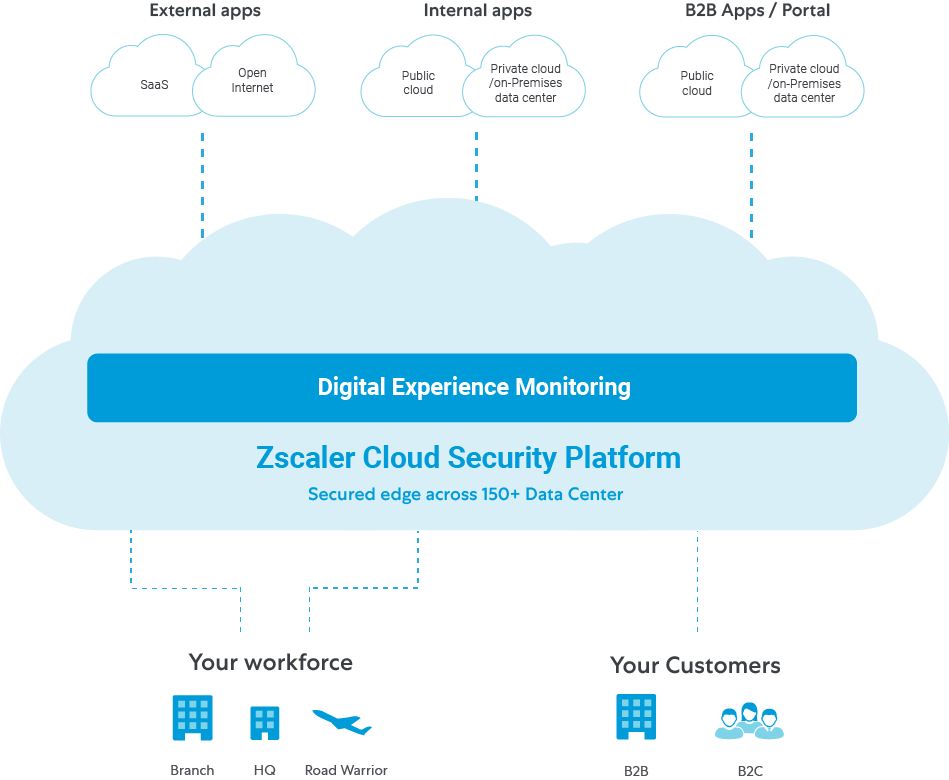 External apps
Internal apps
B2B Apps / Portal
SaaS
Open
Internet
Public
cloud
Private cloud
/on-Premises
data center
Public
cloud
Private cloud
/on-Premises
data center
Digital Experience Monitoring
Zscaler Cloud Security Platform
Secured edge across 150+ Data Center
Your workforce
Your Customers
Branch
HQ
Road Warrior
B2B
B2C